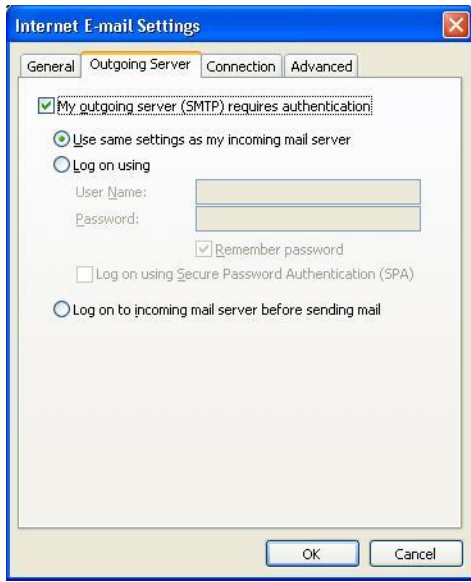 Internet E-mail Settings
General Outgoing Server Connection Advanced
My outgoing server (SMTP) requires authentication
Use same settings as my incoming mail server
Log on using
User Name:
Password:
Remember password
Log on using Secure Password Authentication (SPA)
Log on to incoming mail server before sending mail
OK Cancel